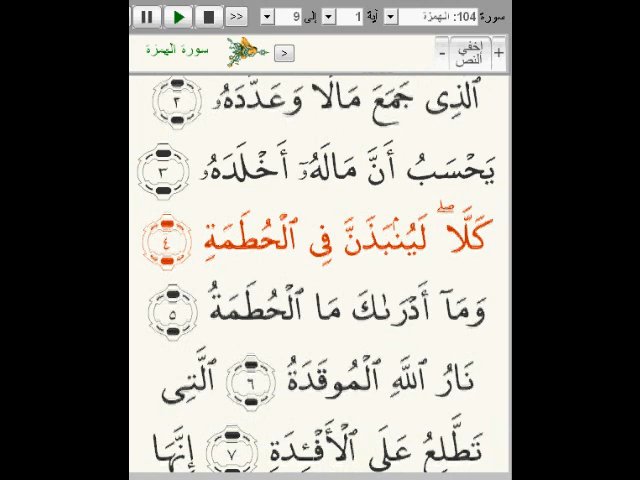 سورة 104: الهمزة آية 1 إلى 9 >>
سورة الهمزة > - إخفي النص +
ٱلَّذِى جَمَعَ مَالًا وَعَدَّدَهُۥ ٢
يَحْسَبُ أَنَّ مَالَهُۥٓ أَخْلَدَهُۥ ٣
كَلَّا ۖ لَيُنۢبَذَنَّ فِى ٱلْحُطَمَةِ ٤
وَمَآ أَدْرَىٰكَ مَا ٱلْحُطَمَةُ ٥
نَارُ ٱللَّهِ ٱلْمُوقَدَةُ ٦ ٱلَّتِى
تَطَّلِعُ عَلَى ٱلْأَفْـِٔدَةِ ٧ إِنَّهَا